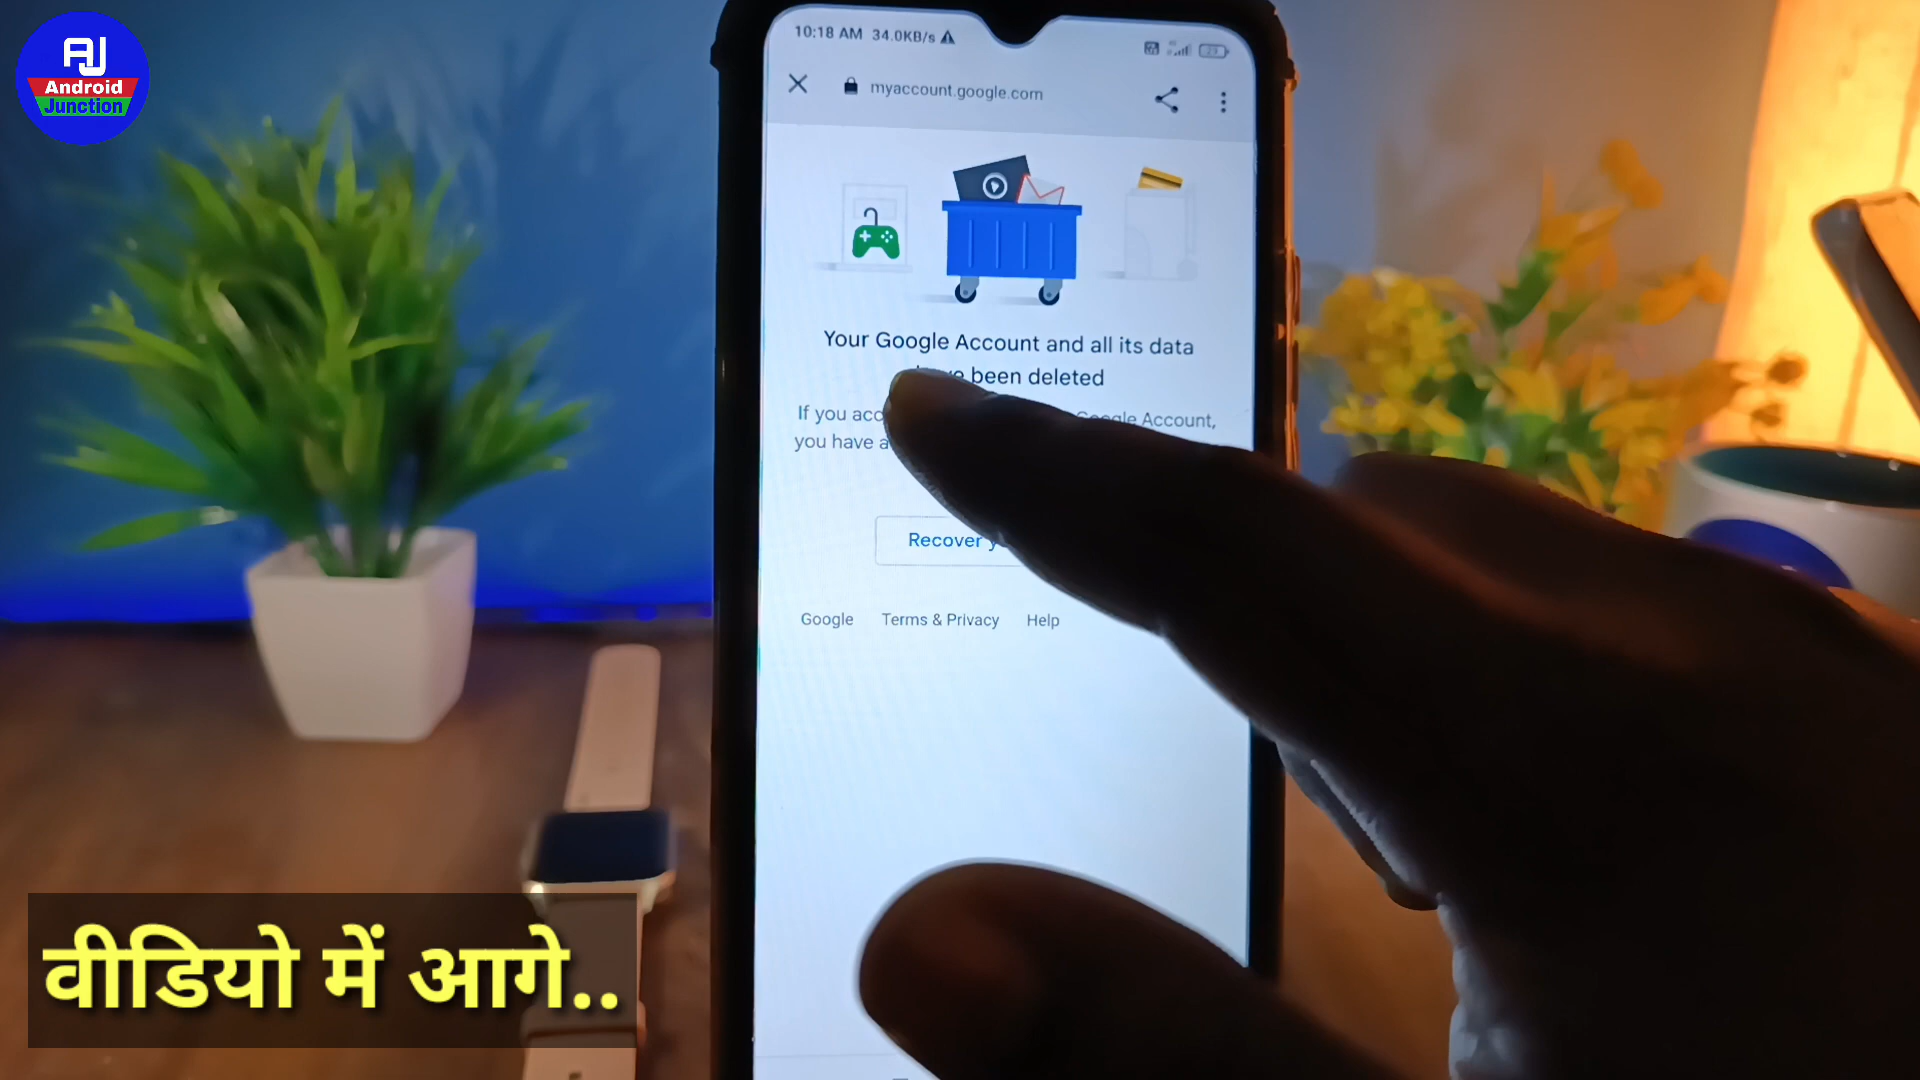 AJ
Android
Junction
10:18 AM 34.0KB/s
myaccount.google.com
Your Google Account and all its data
been deleted
If you Google Account,
you have
Recover
Google Terms & Privacy Help
वीडियो में आगे..